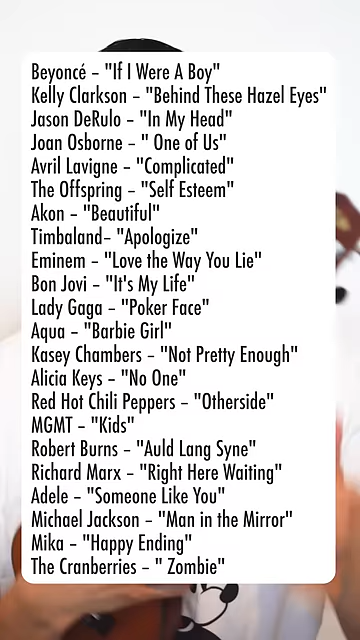 Beyoncé – "If I Were A Boy"
Kelly Clarkson – "Behind These Hazel Eyes"
Jason DeRulo – "In My Head"
Joan Osborne – " One of Us"
Avril Lavigne – "Complicated"
The Offspring – "Self Esteem"
Akon – "Beautiful"
Timbaland– "Apologize"
Eminem – "Love the Way You Lie"
Bon Jovi – "It's My Life"
Lady Gaga – "Poker Face"
Aqua – "Barbie Girl"
Kasey Chambers – "Not Pretty Enough"
Alicia Keys – "No One"
Red Hot Chili Peppers – "Otherside"
MGMT – "Kids"
Robert Burns – "Auld Lang Syne"
Richard Marx – "Right Here Waiting"
Adele – "Someone Like You"
Michael Jackson – "Man in the Mirror"
Mika – "Happy Ending"
The Cranberries – " Zombie"